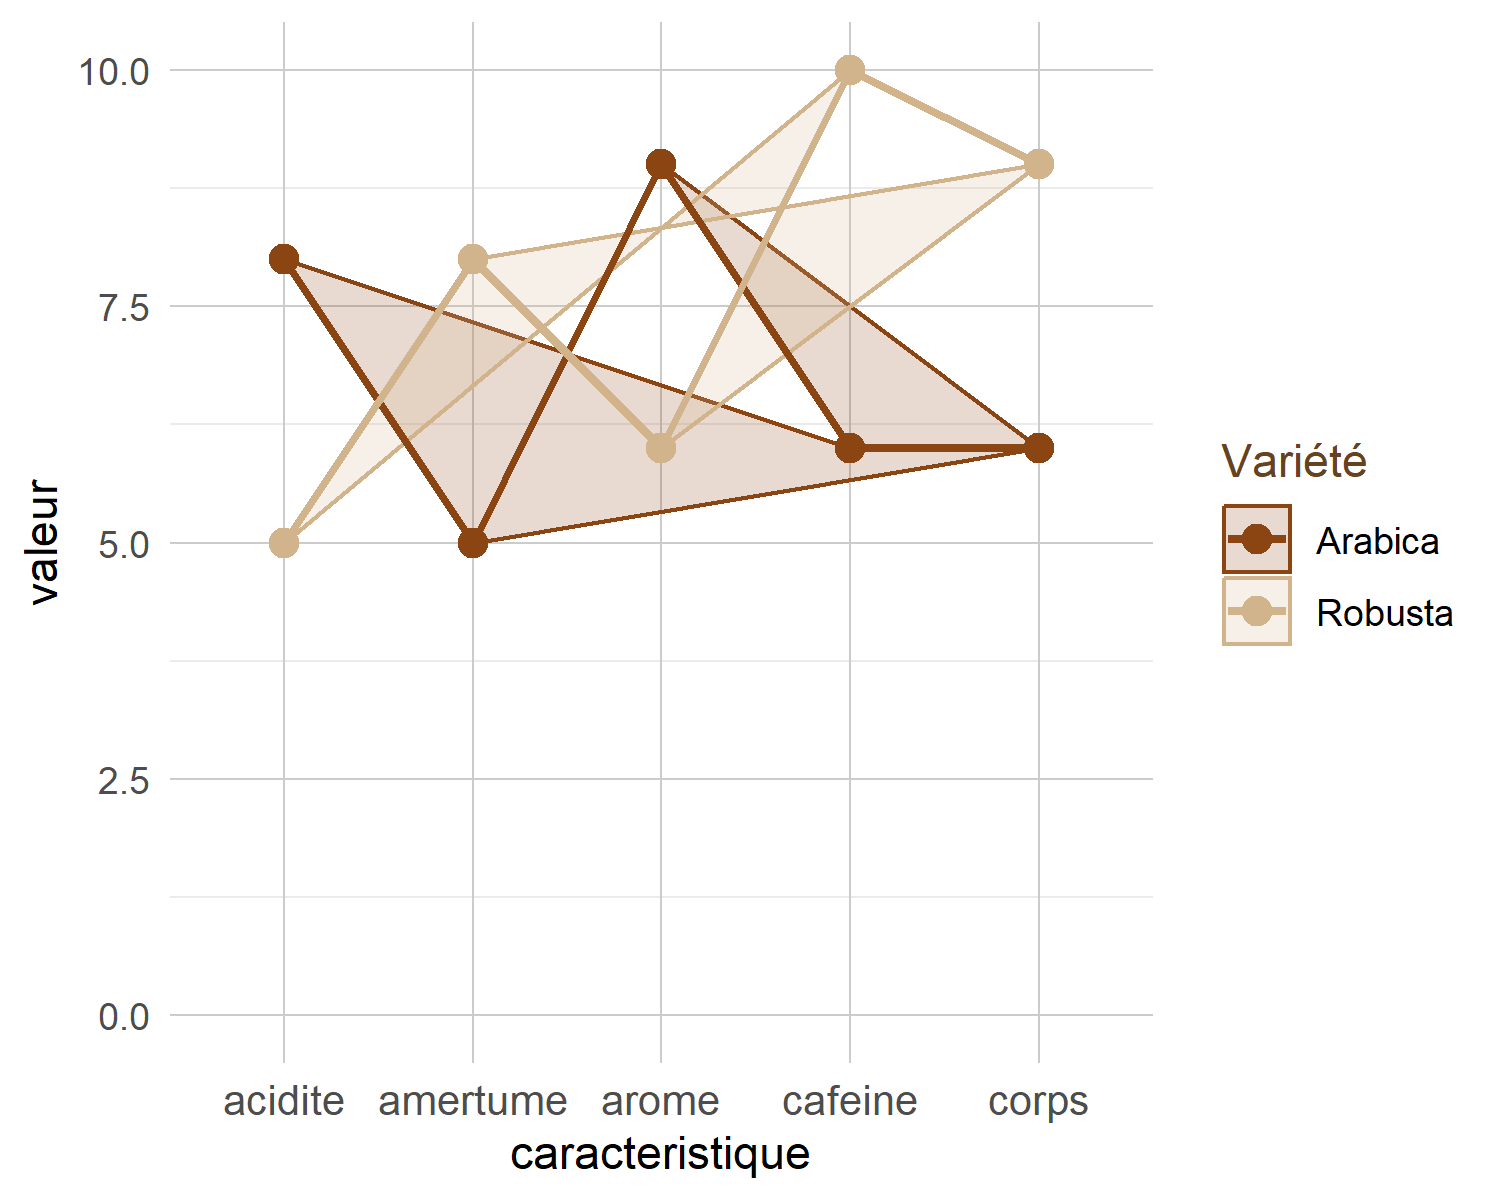 10.0
7.5
5.0
2.5
0.0
valeur
acidite amertume arome cafeine corps
caracteristique
Variété
Arabica
Robusta